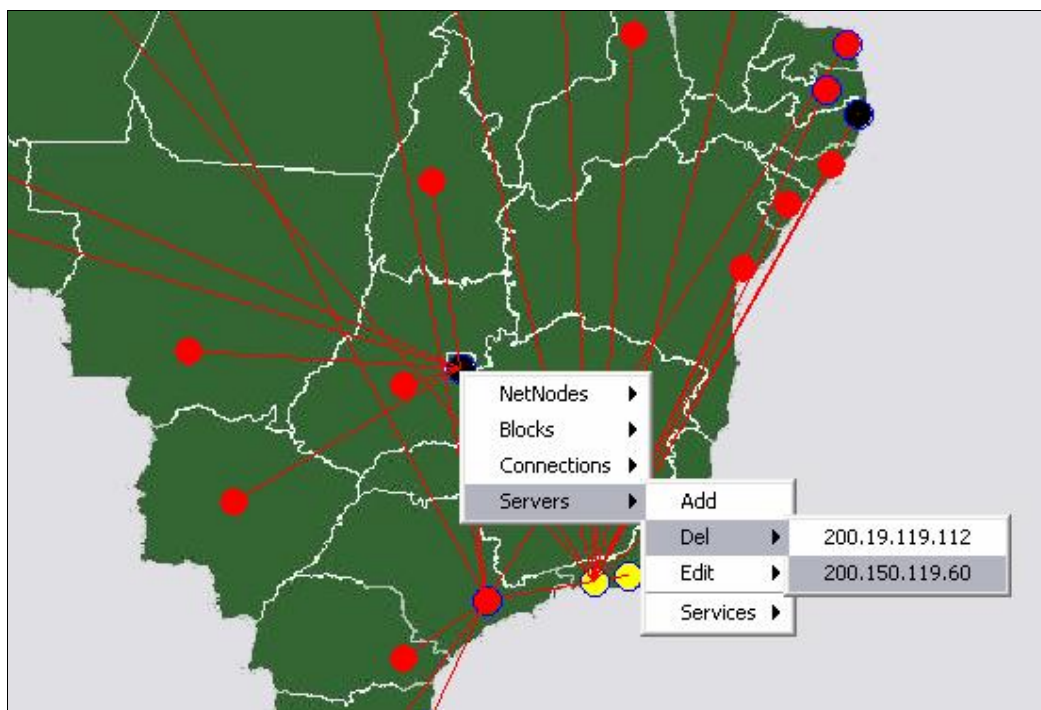 NetNodes
Blocks
Connections
Servers
Add
Del
Edit
Services
200.19.119.112
200.150.119.60